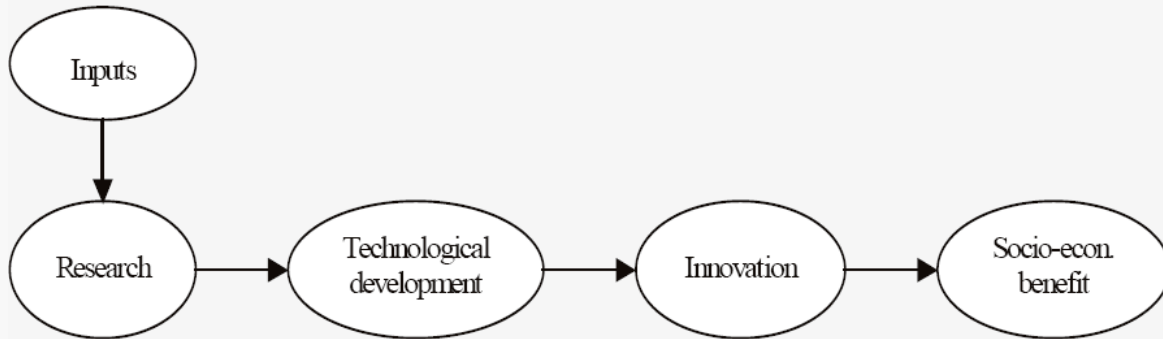 Inputs
Research
Technological
development
Innovation
Socio-econ.
benefit